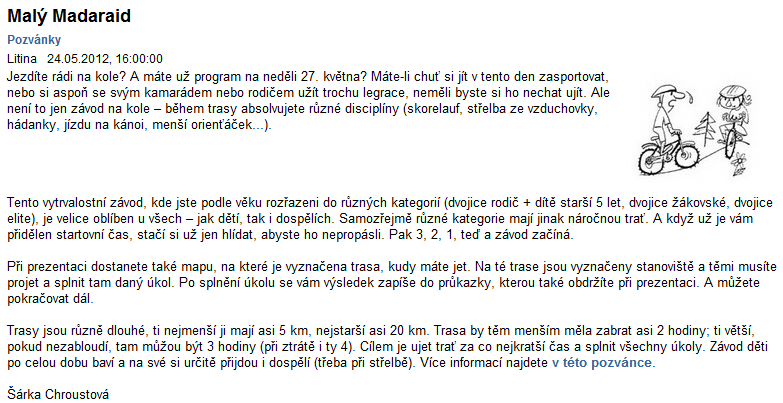 Malý Madaraid
Pozvánky
Litina 24.05.2012, 16:00:00
Jezdíte rádi na kole? A máte už program na neděli 27. května? Máte-li chuť si jít v tento den zasportovat,
nebo si aspoň se svým kamarádem nebo rodičem užít trochu legrace, neměli byste si ho nechat ujít. Ale
není to jen závod na kole – během trasy absolvujete různé disciplíny (skorelauf, střelba ze vzduchovky,
hádanky, jízdu na kánoi, menší orienťáček...).
Tento vytrvalostní závod, kde jste podle věku rozřazeni do různých kategorií (dvojice rodič + dítě starší 5 let, dvojice žákovské, dvojice
elite), je velice oblíben u všech – jak dětí, tak i dospělích. Samozřejmě různé kategorie mají jinak náročnou trať. A když už je vám
přidělen startovní čas, stačí si už jen hlídat, abyste ho nepropásli. Pak 3, 2, 1, teď a závod začíná.
Při prezentaci dostanete také mapu, na které je vyznačena trasa, kudy máte jet. Na té trase jsou vyznačeny stanoviště a těmi musíte
projet a splnit tam daný úkol. Po splnění úkolu se vám výsledek zapíše do průkazky, kterou také obdržíte při prezentaci. A můžete
pokračovat dál.
Trasy jsou různě dlouhé, ti nejmenší ji mají asi 5 km, nejstarší asi 20 km. Trasa by těm menším měla zabrat asi 2 hodiny; ti větší,
pokud nezabloudí, tam můžou být 3 hodiny (při ztrátě i ty 4). Cílem je ujet trať za co nejkratší čas a splnit všechny úkoly. Závod děti
po celou dobu baví a na své si určitě přijdou i dospělí (třeba při střelbě). Více informací najdete v této pozvánce.
Šárka Chroustová